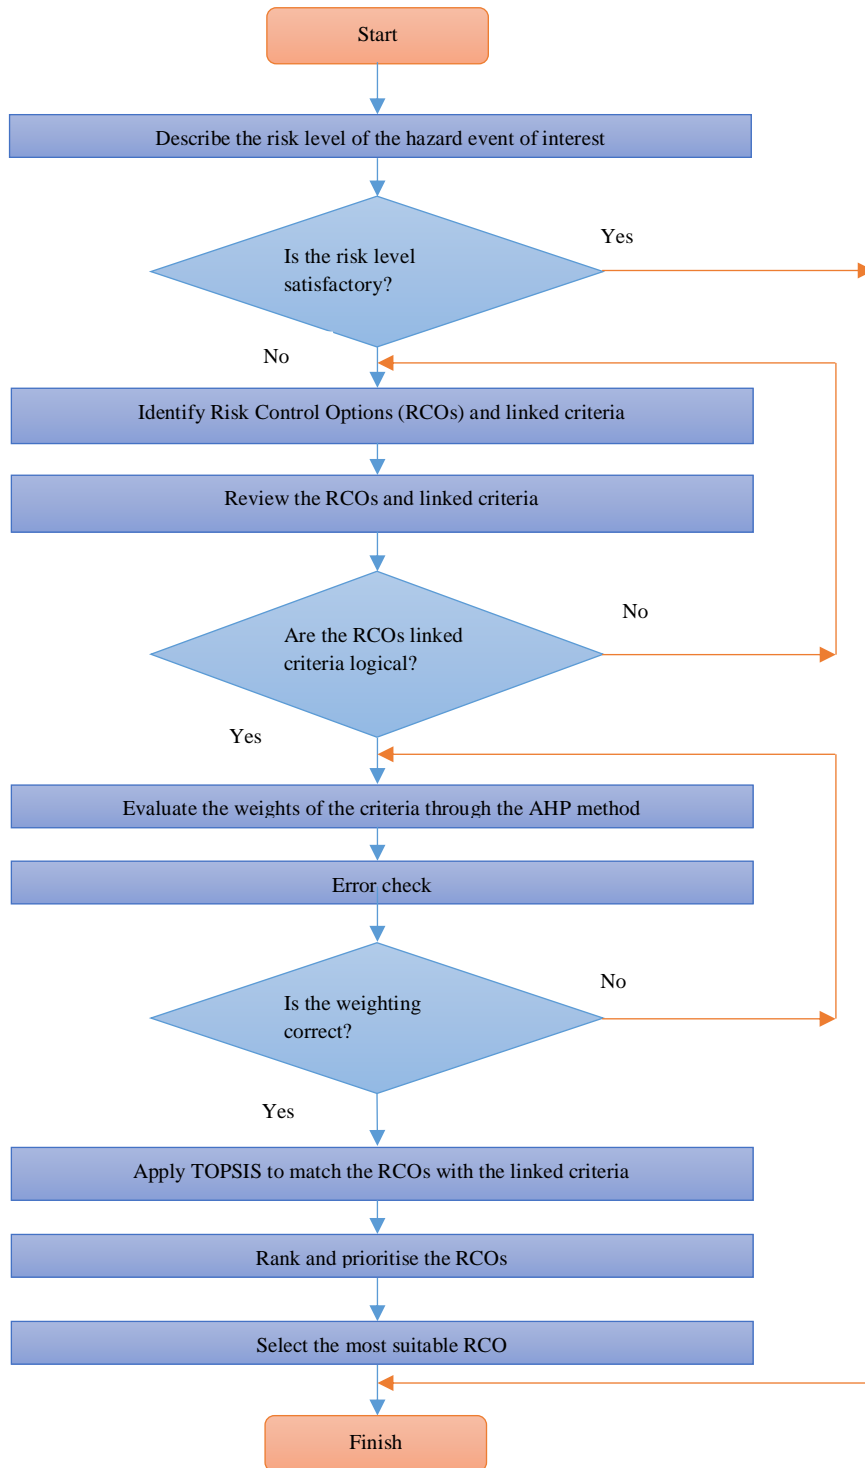 Start
Describe the risk level of the hazard event of interest
Is the risk level
satisfactory?
Yes
No
Identify Risk Control Options (RCOs) and linked criteria
Review the RCOs and linked criteria
Are the RCOs linked
criteria logical?
No
Yes
Evaluate the weights of the criteria through the AHP method
Error check
Is the weighting
correct?
No
Yes
Apply TOPSIS to match the RCOs with the linked criteria
Rank and prioritise the RCOs
Select the most suitable RCO
Finish